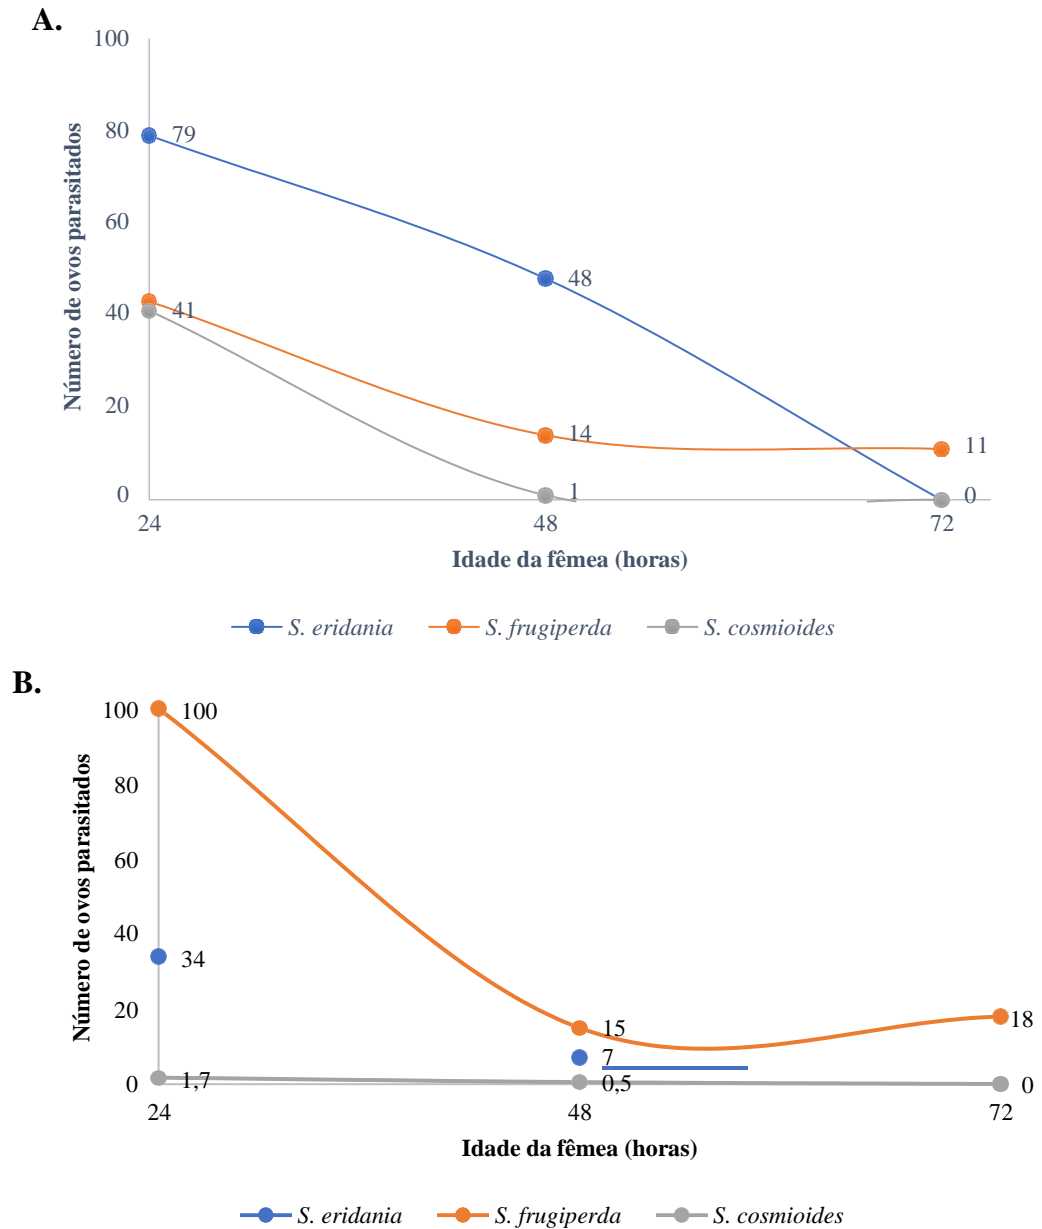 A.
100
80
60
40
20
0
Número de ovos parasitados
79
48
41
14
11
1
0
24 48 72
Idade da fêmea (horas)
S. eridania S. frugiperda S. cosmioides
B.
100
80
60
40
20
0
Número de ovos parasitados
100
34
15
18
7
1,7
0,5
0
24 48 72
Idade da fêmea (horas)
S. eridania S. frugiperda S. cosmioides